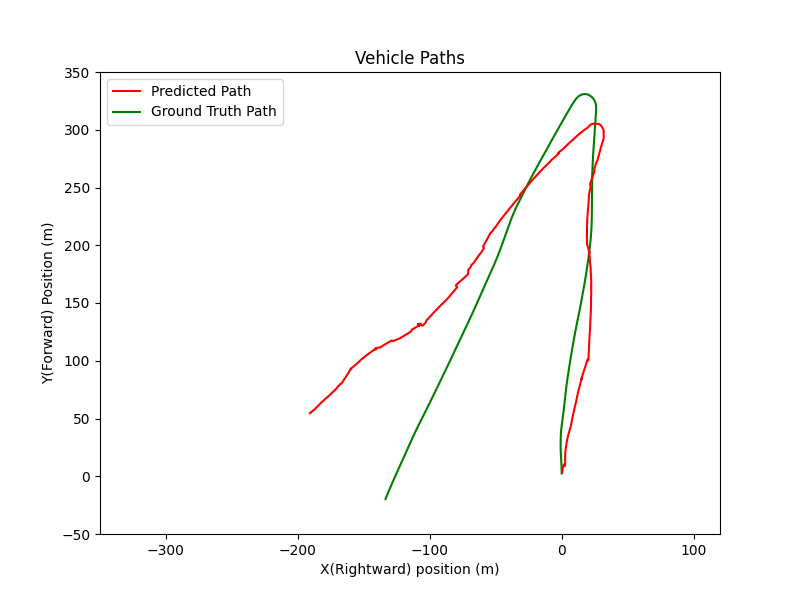 Vehicle Paths
Predicted Path
Ground Truth Path
Y(Forward) Position (m)
350
300
250
200
150
100
50
0
−50
−300
−200
−100
0
100
X(Rightward) position (m)